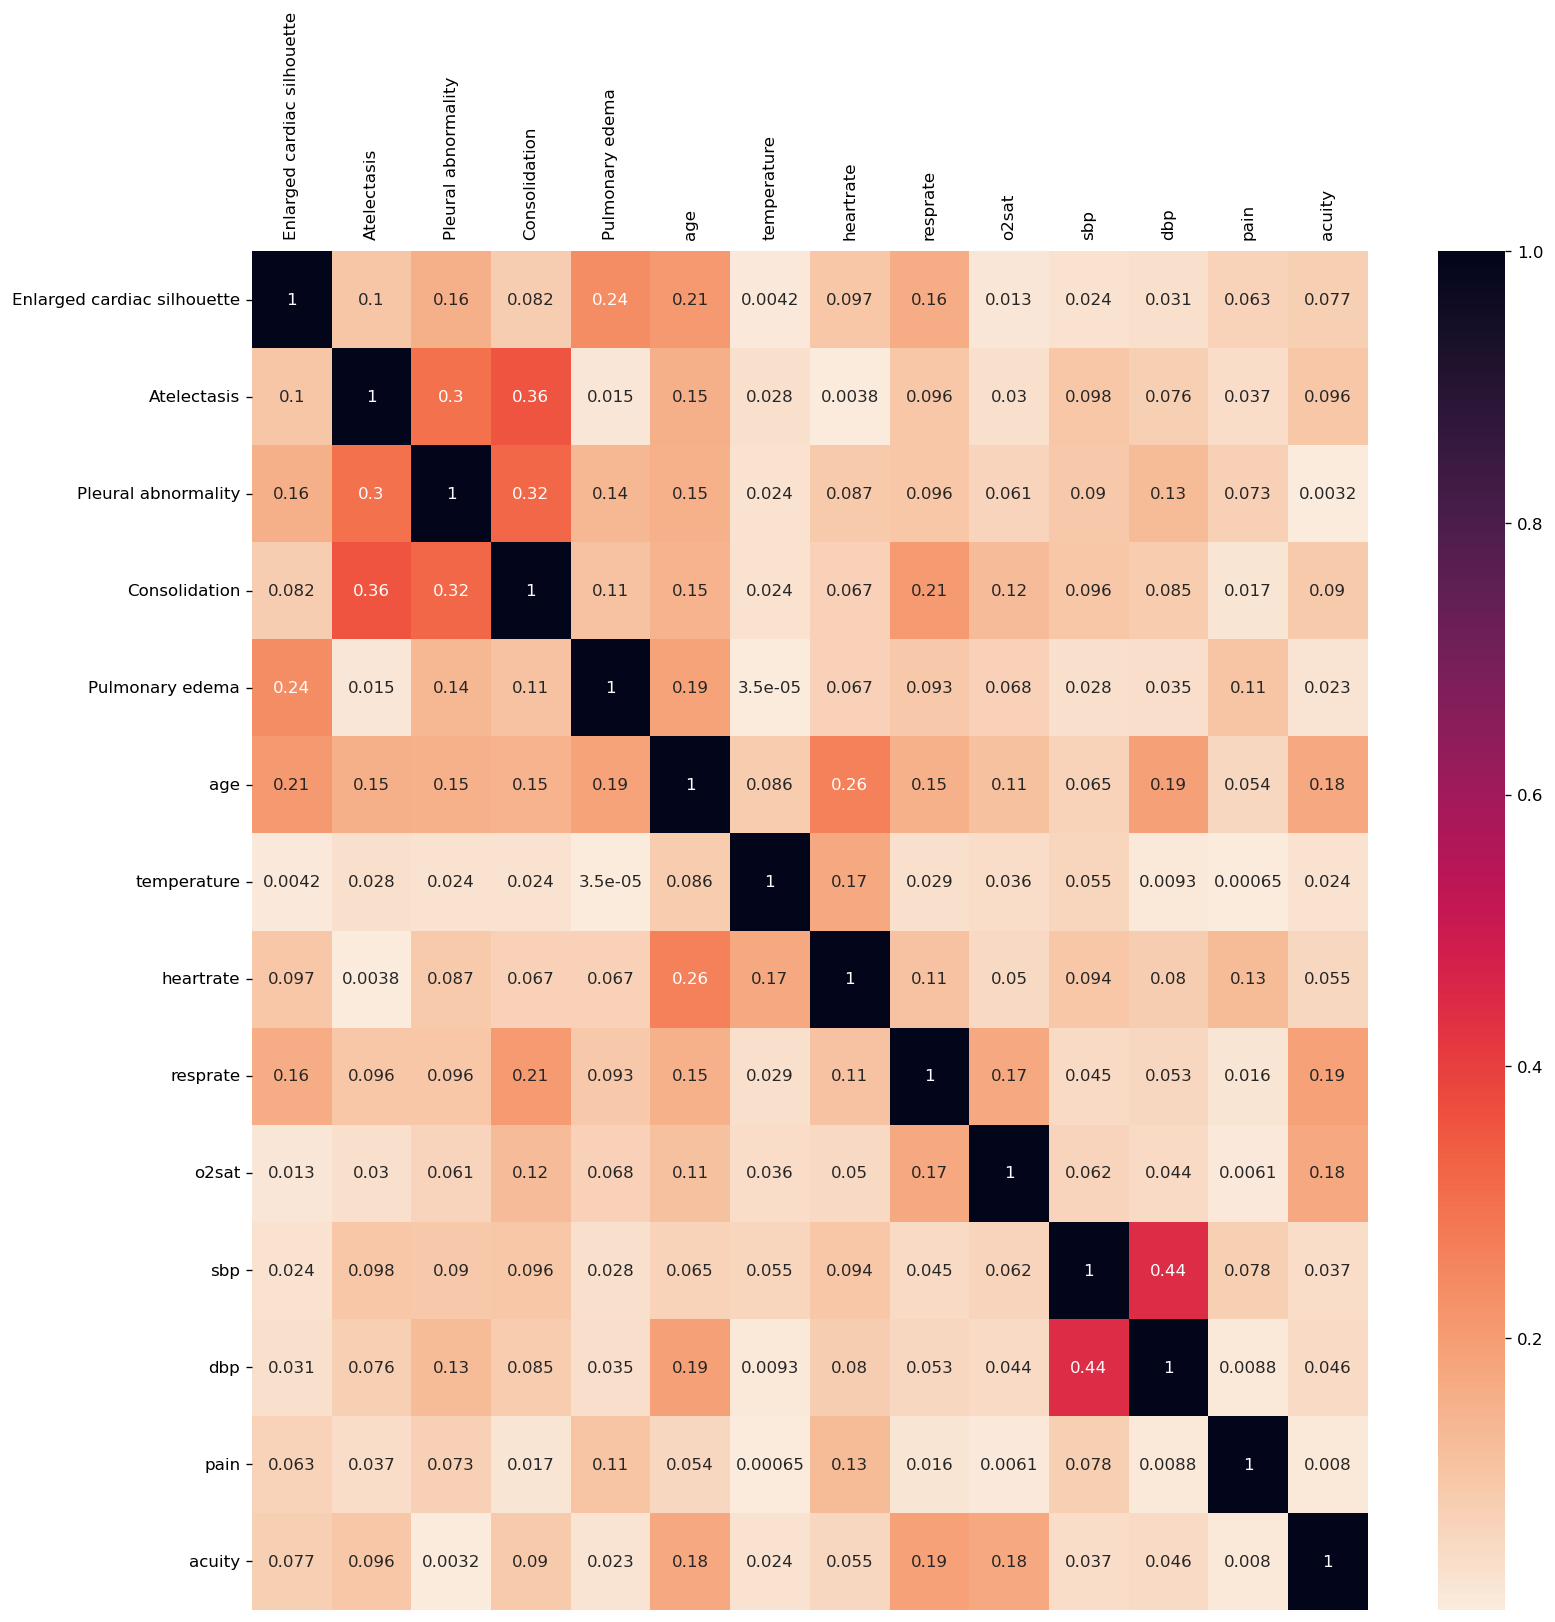 Enlarged cardiac silhouette
Atelectasis
Pleural abnormality
Consolidation
Pulmonary edema
age
temperature
heartrate
resprate
o2sat
sbp
dbp
pain
acuity
Enlarged cardiac silhouette 1 0.1 0.16 0.082 0.24 0.21 0.0042 0.097 0.16 0.013 0.024 0.031 0.063 0.077
Atelectasis 0.1 1 0.3 0.36 0.015 0.15 0.028 0.0038 0.096 0.03 0.098 0.076 0.037 0.096
Pleural abnormality 0.16 0.3 1 0.32 0.14 0.15 0.024 0.087 0.096 0.061 0.09 0.13 0.073 0.0032
Consolidation 0.082 0.36 0.32 1 0.11 0.15 0.024 0.067 0.21 0.12 0.096 0.085 0.017 0.09
Pulmonary edema 0.24 0.015 0.14 0.11 1 0.19 3.5e-05 0.067 0.093 0.068 0.028 0.035 0.11 0.023
age 0.21 0.15 0.15 0.15 0.19 1 0.086 0.26 0.15 0.11 0.065 0.19 0.054 0.18
temperature 0.0042 0.028 0.024 0.024 3.5e-05 0.086 1 0.17 0.029 0.036 0.055 0.0093 0.00065 0.024
heartrate 0.097 0.0038 0.087 0.067 0.067 0.26 0.17 1 0.11 0.05 0.094 0.08 0.13 0.055
resprate 0.16 0.096 0.096 0.21 0.093 0.15 0.029 0.11 1 0.17 0.045 0.053 0.016 0.19
o2sat 0.013 0.03 0.061 0.12 0.068 0.11 0.036 0.05 0.17 1 0.062 0.044 0.0061 0.18
sbp 0.024 0.098 0.09 0.096 0.028 0.065 0.055 0.094 0.045 0.062 1 0.44 0.078 0.037
dbp 0.031 0.076 0.13 0.085 0.035 0.19 0.0093 0.08 0.053 0.044 0.44 1 0.0088 0.046
pain 0.063 0.037 0.073 0.017 0.11 0.054 0.00065 0.13 0.016 0.0061 0.078 0.0088 1 0.008
acuity 0.077 0.096 0.0032 0.09 0.023 0.18 0.024 0.055 0.19 0.18 0.037 0.046 0.008 1
1.0
0.8
0.6
0.4
0.2